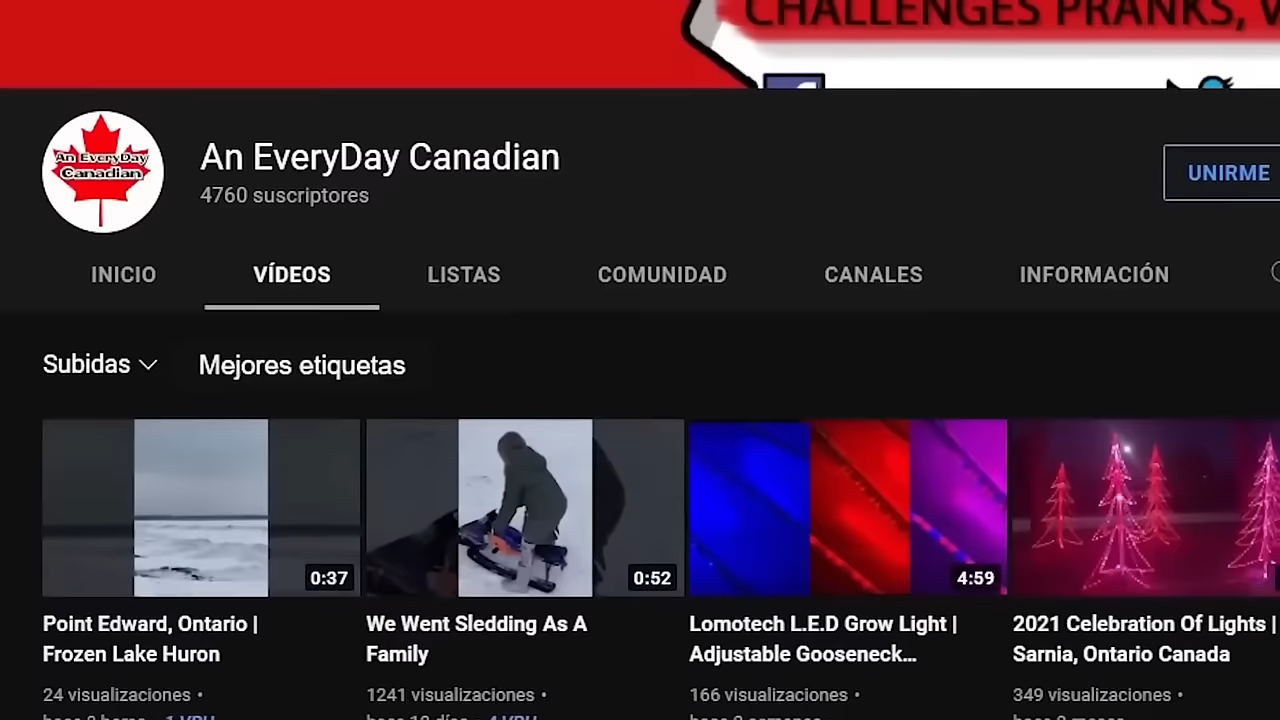 CHALLENGES PRANKS,
An EveryDay
Canadian
An EveryDay Canadian
4760 suscriptores
UNIRME
INICIO
VÍDEOS
LISTAS
COMUNIDAD
CANALES
INFORMACIÓN
Subidas
Mejores etiquetas
0:37
0:52
4:59
Point Edward, Ontario |
Frozen Lake Huron
24 visualizaciones •
We Went Sledding As A
Family
1241 visualizaciones •
Lomotech L.E.D Grow Light |
Adjustable Gooseneck...
166 visualizaciones •
2021 Celebration Of Lights |
Sarnia, Ontario Canada
349 visualizaciones •